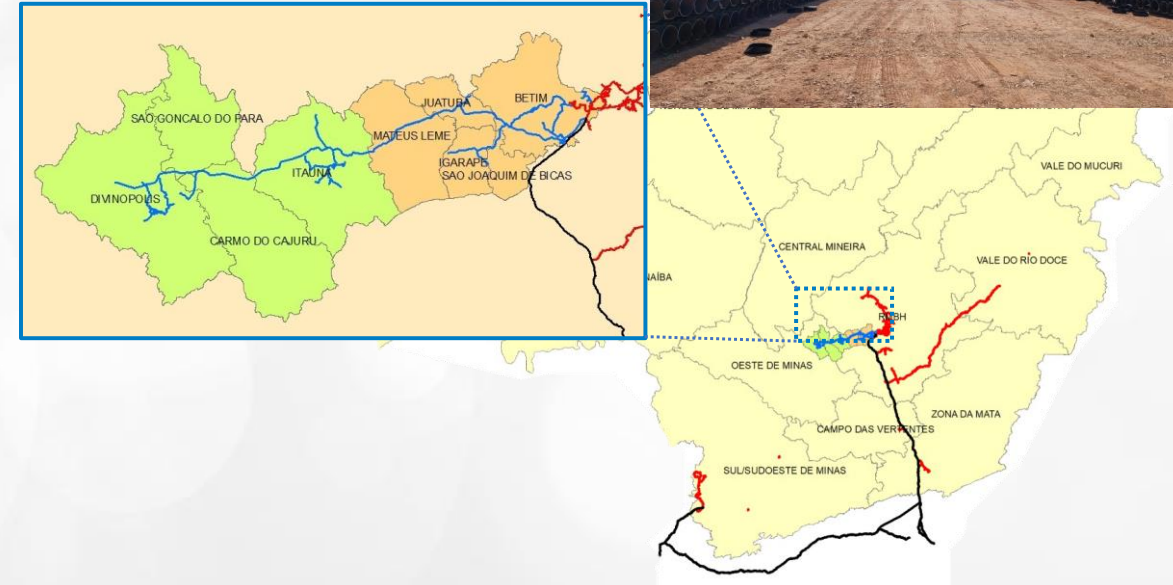 SAO GONCALO DO PARA
JUATUBA
BETIM
MATEUS LEME
IGARAPE
SAO JOAQUIM DE BICAS
ITAUNA
DIVINOPOLIS
CARMO DO CAJURU
VALE DO MUCURI
CENTRAL MINEIRA
VALE DO RIO DOCE
NAÍBA
RMBH
OESTE DE MINAS
ZONA DA MATA
CAMPO DAS VERTENTES
SUL/SUDOESTE DE MINAS